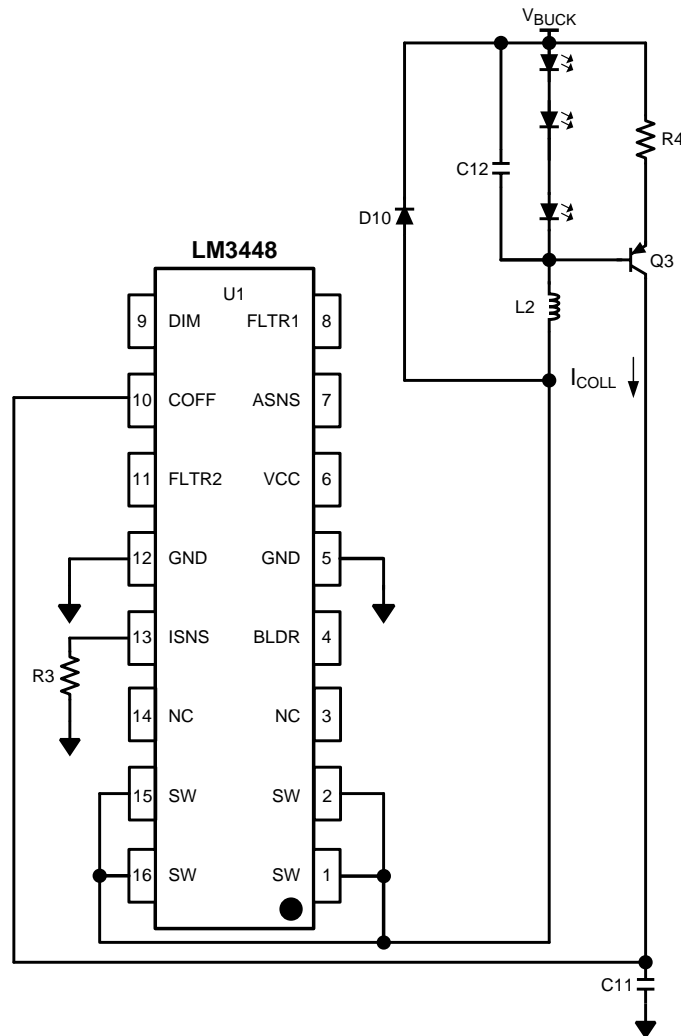 VBUCK
R4
C12
D10
Q3
LM3448
U1
L2
ICOLL
9 DIM FLTR1 8
10 COFF ASNS 7
11 FLTR2 VCC 6
12 GND GND 5
13 ISNS BLDR 4
R3
14 NC NC 3
15 SW SW 2
16 SW SW 1
C11